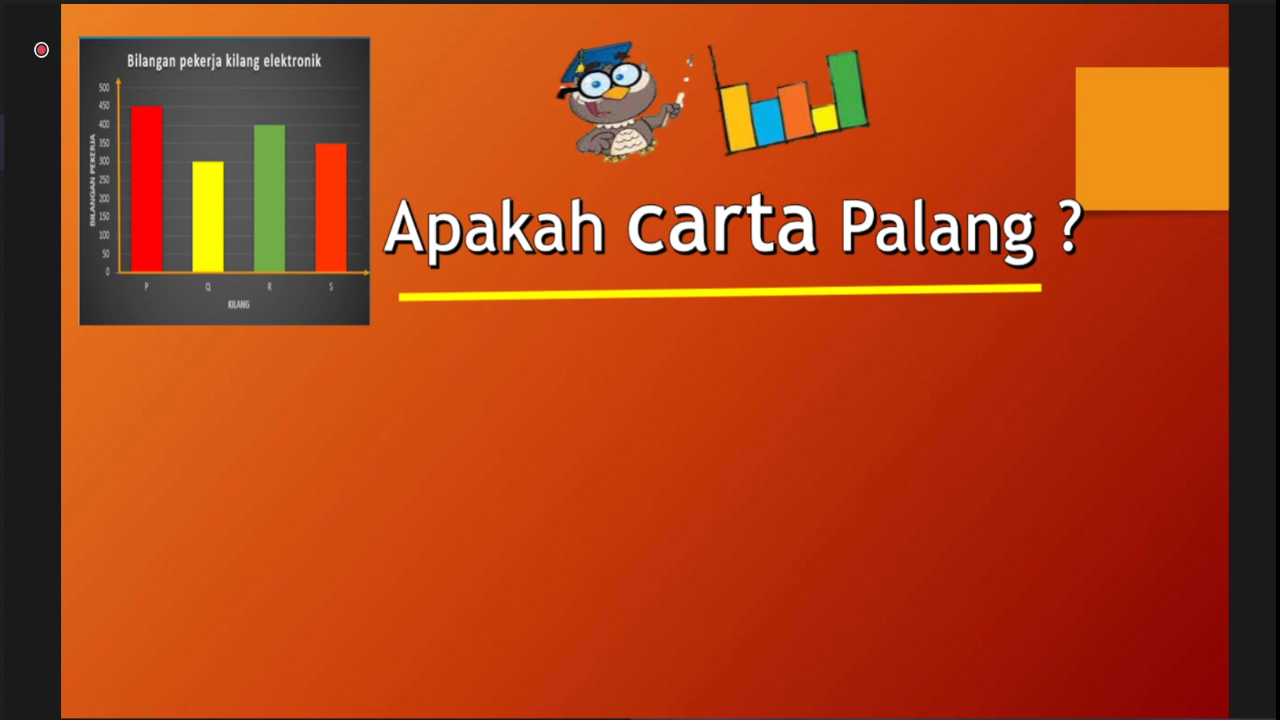 Bilangan pekerja kilang elektronik
BILANGAN PEKERJA
500
450
400
350
300
250
200
150
100
50
0
P Q R S
KILANG
Apakah carta Palang ?